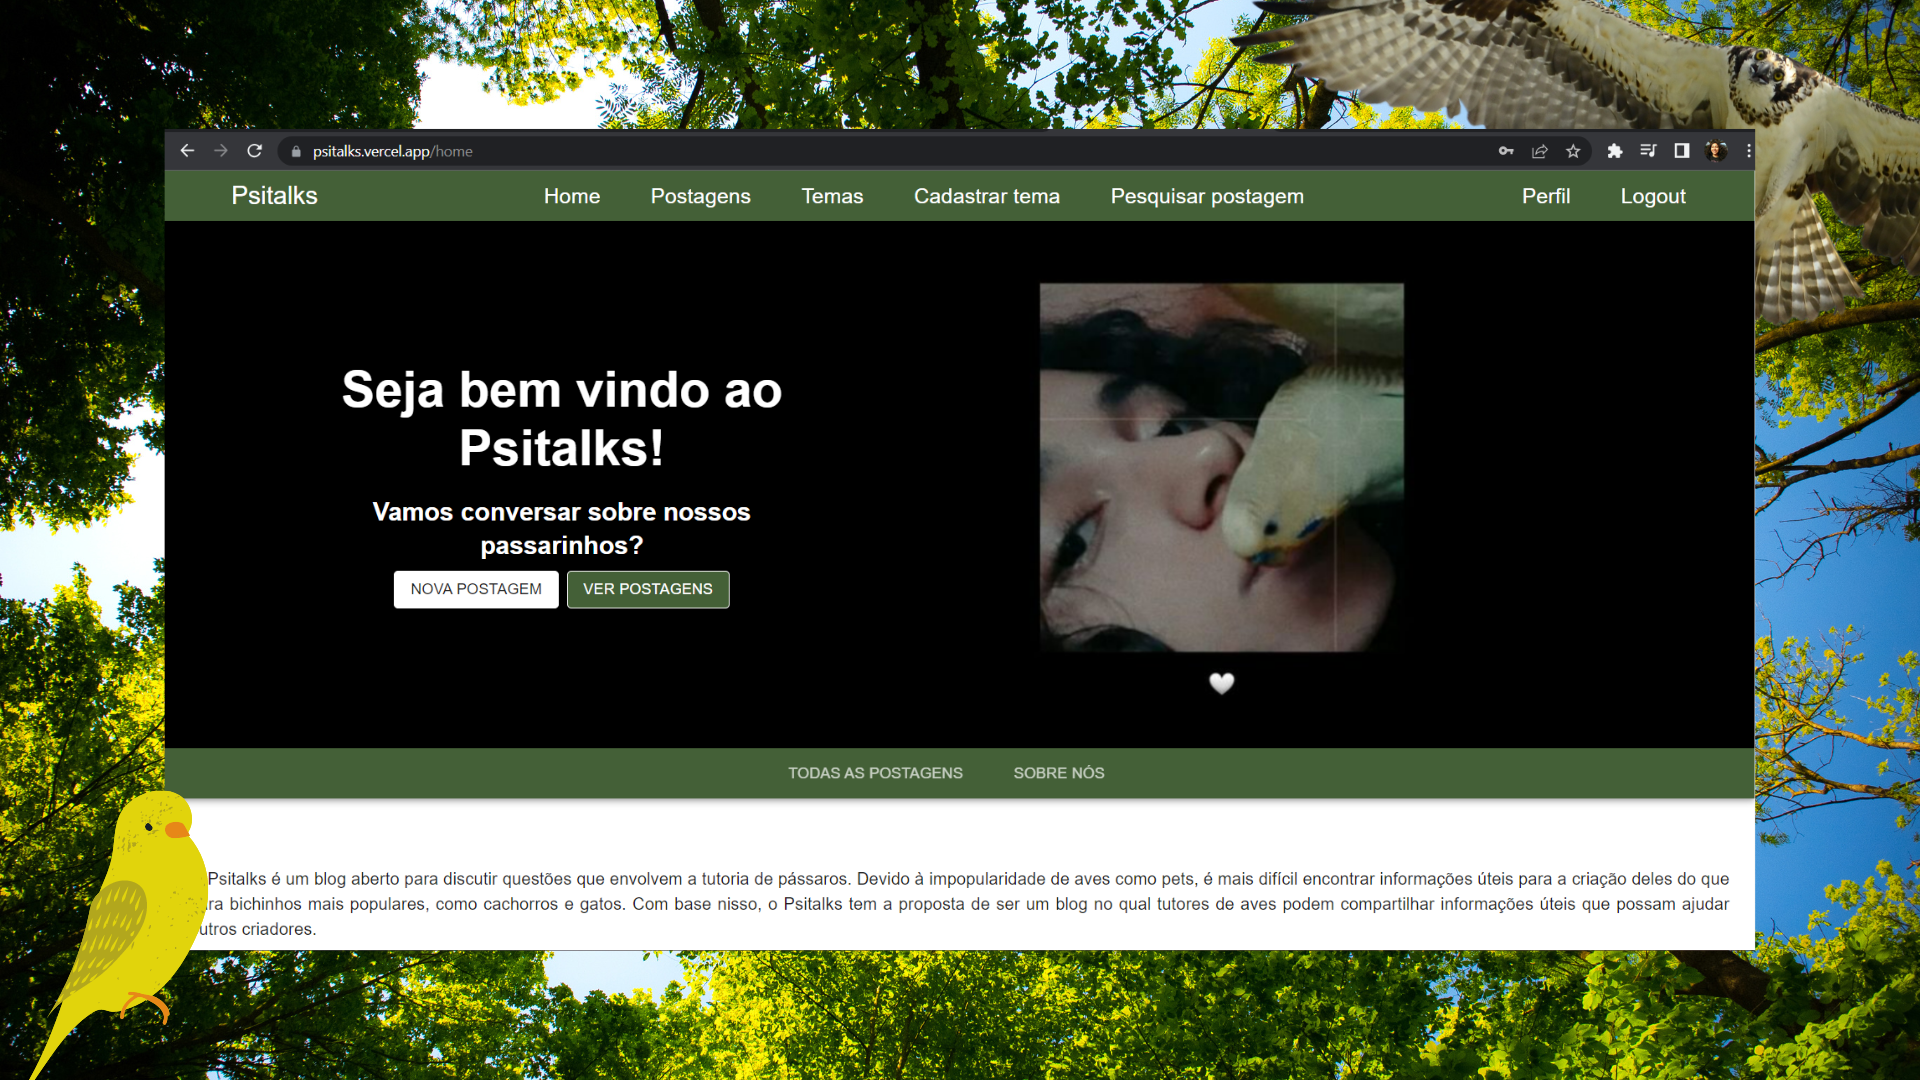 psitalks.vercel.app/home
Psitalks Home Postagens Temas Cadastrar tema Pesquisar postagem Perfil Logout
Seja bem vindo ao
Psitalks!
Vamos conversar sobre nossos
passarinhos?
NOVA POSTAGEM VER POSTAGENS
TODAS AS POSTAGENS SOBRE NÓS
Psitalks é um blog aberto para discutir questões que envolvem a tutoria de pássaros. Devido à impopularidade de aves como pets, é mais difícil encontrar informações úteis para a criação deles do que
bichinhos mais populares, como cachorros e gatos. Com base nisso, o Psitalks tem a proposta de ser um blog no qual tutores de aves podem compartilhar informações úteis que possam ajudar
criadores.